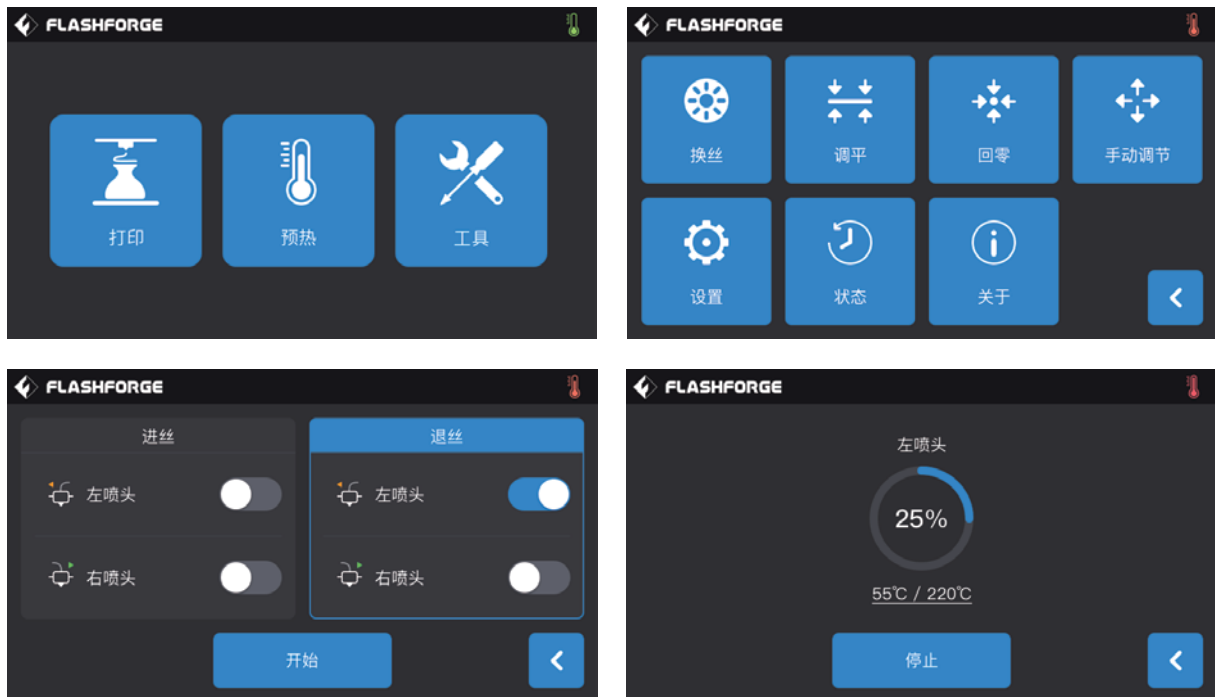 FLASHFORGE
打印 预热 工具
FLASHFORGE
换丝 调平 回零 手动调节
设置 状态 关于
FLASHFORGE
进丝 退丝
左喷头 左喷头
右喷头 右喷头
开始
FLASHFORGE
左喷头
25%
55℃ / 220℃
停止